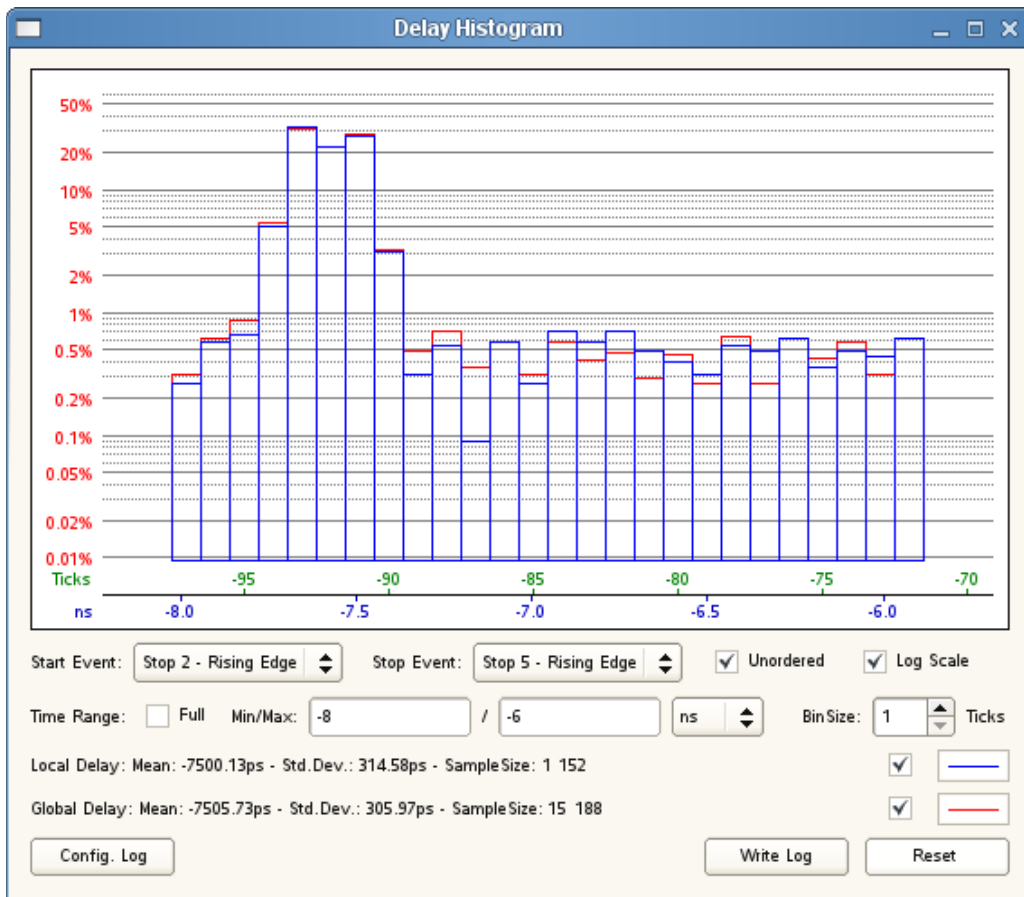 Delay Histogram
50%
20%
10%
5%
2%
1%
0.5%
0.2%
0.1%
0.05%
0.02%
0.01%
Ticks -95 -90 -85 -80 -75 -70
ns -8.0 -7.5 -7.0 -6.5 -6.0
Start Event: Stop 2 - Rising Edge Stop Event: Stop 5 - Rising Edge Unordered Log Scale
Time Range: Full Min/Max: -8 / -6 ns Bin Size: 1 Ticks
Local Delay: Mean: -7500.13ps - Std.Dev.: 314.58ps - SampleSize: 1 152
Global Delay: Mean: -7505.73ps - Std.Dev.: 305.97ps - SampleSize: 15 188
Config. Log Write Log Reset